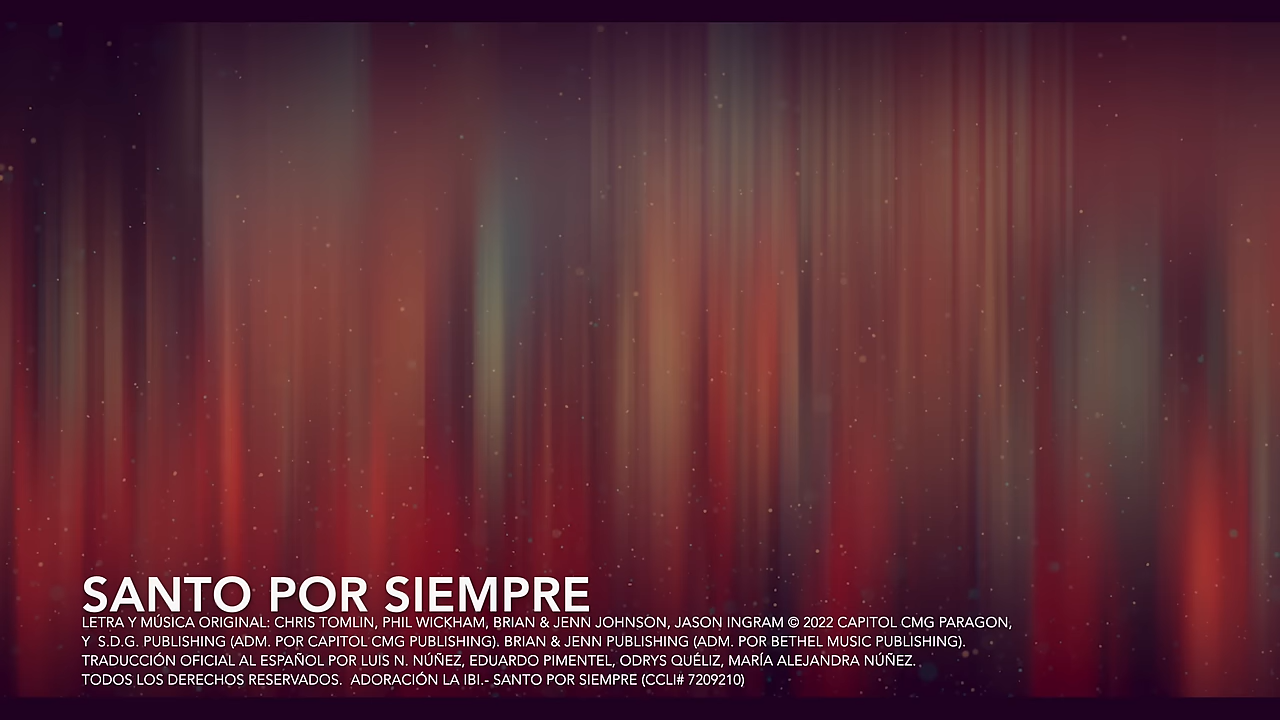 SANTO POR SIEMPRE
LETRA Y MÚSICA ORIGINAL: CHRIS TOMLIN, PHIL WICKHAM, BRIAN & JENN JOHNSON, JASON INGRAM © 2022 CAPITOL CMG PARAGON,
Y  S.D.G. PUBLISHING (ADM. POR CAPITOL CMG PUBLISHING). BRIAN & JENN PUBLISHING (ADM. POR BETHEL MUSIC PUBLISHING).
TRADUCCIÓN OFICIAL AL ESPAÑOL POR LUIS N. NÚÑEZ, EDUARDO PIMENTEL, ODRYS QUÉLIZ, MARÍA ALEJANDRA NÚÑEZ.
TODOS LOS DERECHOS RESERVADOS.  ADORACIÓN LA IBI.- SANTO POR SIEMPRE (CCLI# 7209210)